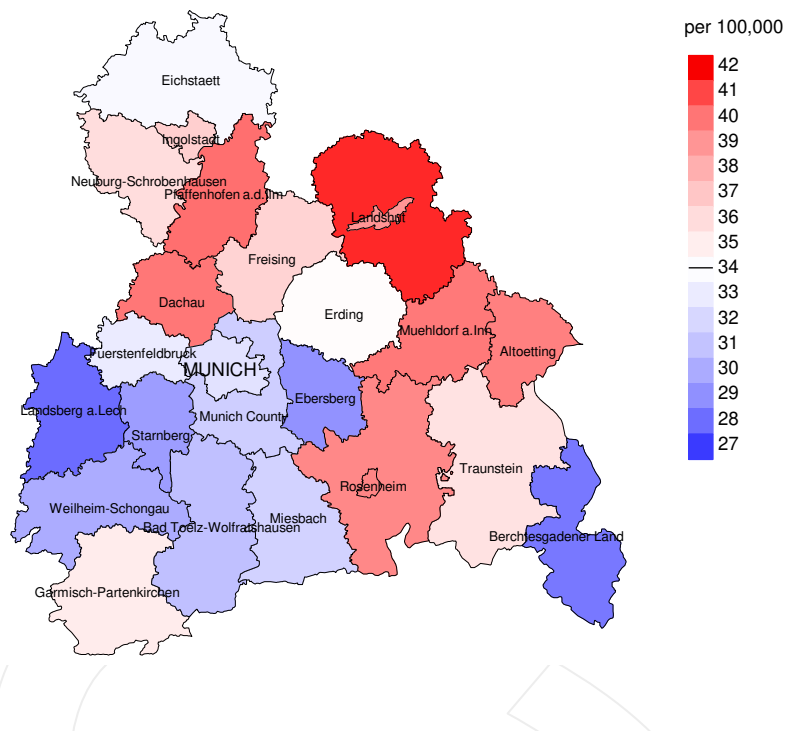 per 100,000
42
41
40
39
38
37
36
35
34
33
32
31
30
29
28
27
Eichstaett
Ingolstadt
Neuburg-Schrobenhausen
Pfaffenhofen a.d.Ilm
Landshut
Freising
Dachau
Erding
Muehldorf a.Inn
Altoetting
Fuerstenfeldbruck
MUNICH
Ebersberg
Landsberg a.Lech
Munich County
Starnberg
Traunstein
Rosenheim
Weilheim-Schongau
Miesbach
Bad Toelz-Wolfratshausen
Berchtesgadener Land
Garmisch-Partenkirchen